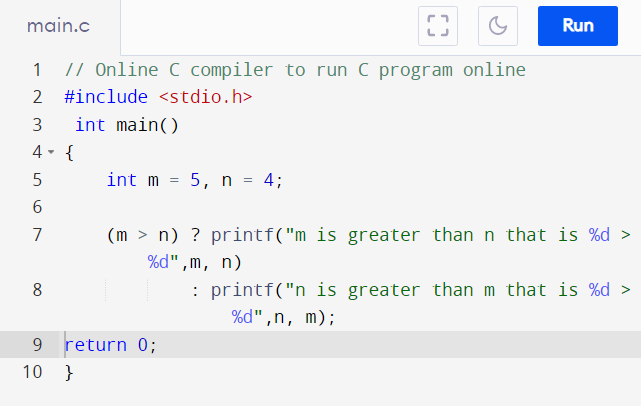 main.c
Run
1 // Online C compiler to run C program online
2 #include <stdio.h>
3  int main()
4 {
5     int m = 5, n = 4;
6
7     (m > n) ? printf("m is greater than n that is %d >
%d",m, n)
8             : printf("n is greater than m that is %d >
%d",n, m);
9 return 0;
10 }